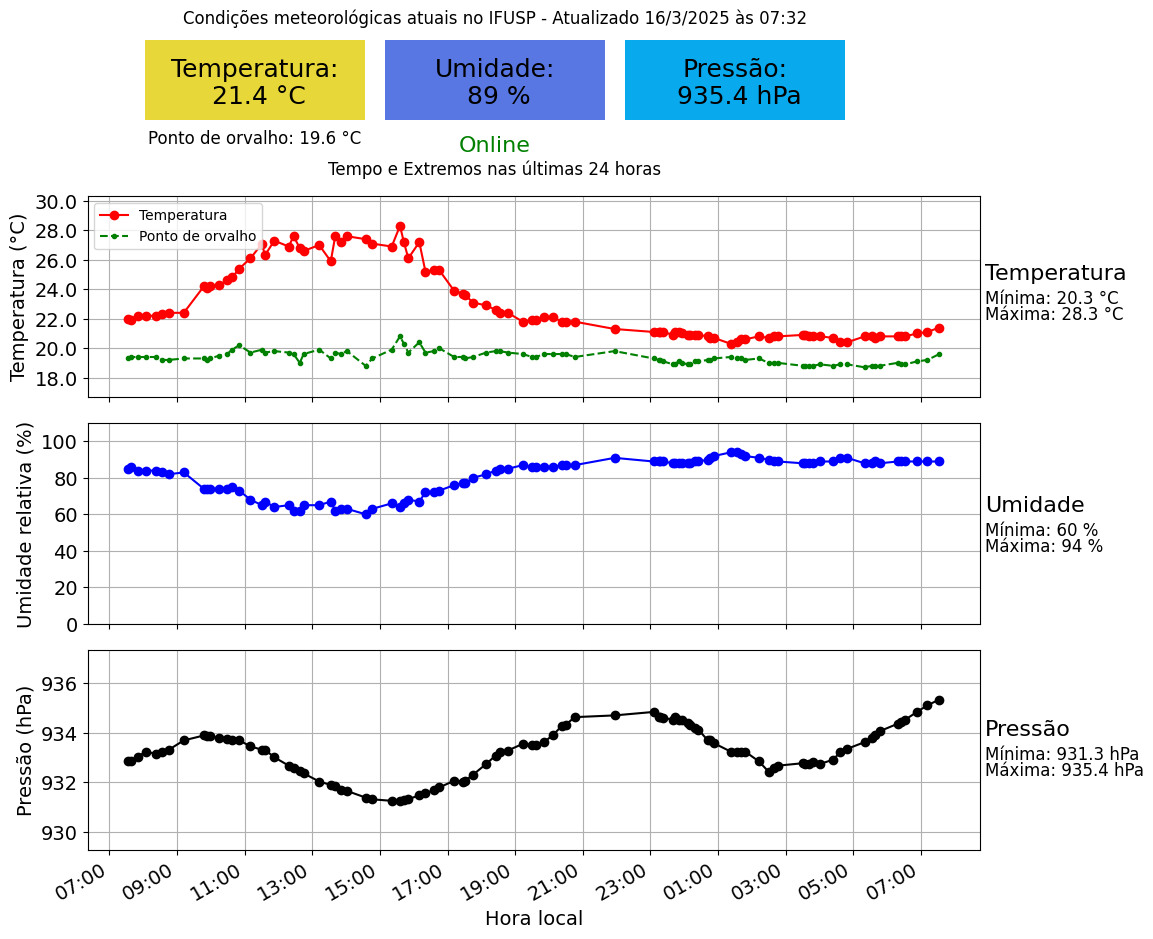 Condições meteorológicas atuais no IFUSP - Atualizado 16/3/2025 às 07:32
Temperatura:
21.4 °C
Umidade:
89 %
Pressão:
935.4 hPa
Ponto de orvalho: 19.6 °C
Online
Tempo e Extremos nas últimas 24 horas
Temperatura (°C)
30.0
28.0
26.0
24.0
22.0
20.0
18.0
Temperatura
Ponto de orvalho
Temperatura
Mínima: 20.3 °C
Máxima: 28.3 °C
Umidade relativa (%)
100
80
60
40
20
0
Umidade
Mínima: 60 %
Máxima: 94 %
Pressão (hPa)
936
934
932
930
Pressão
Mínima: 931.3 hPa
Máxima: 935.4 hPa
07:00
09:00
11:00
13:00
15:00
17:00
19:00
21:00
23:00
01:00
03:00
05:00
07:00
Hora local